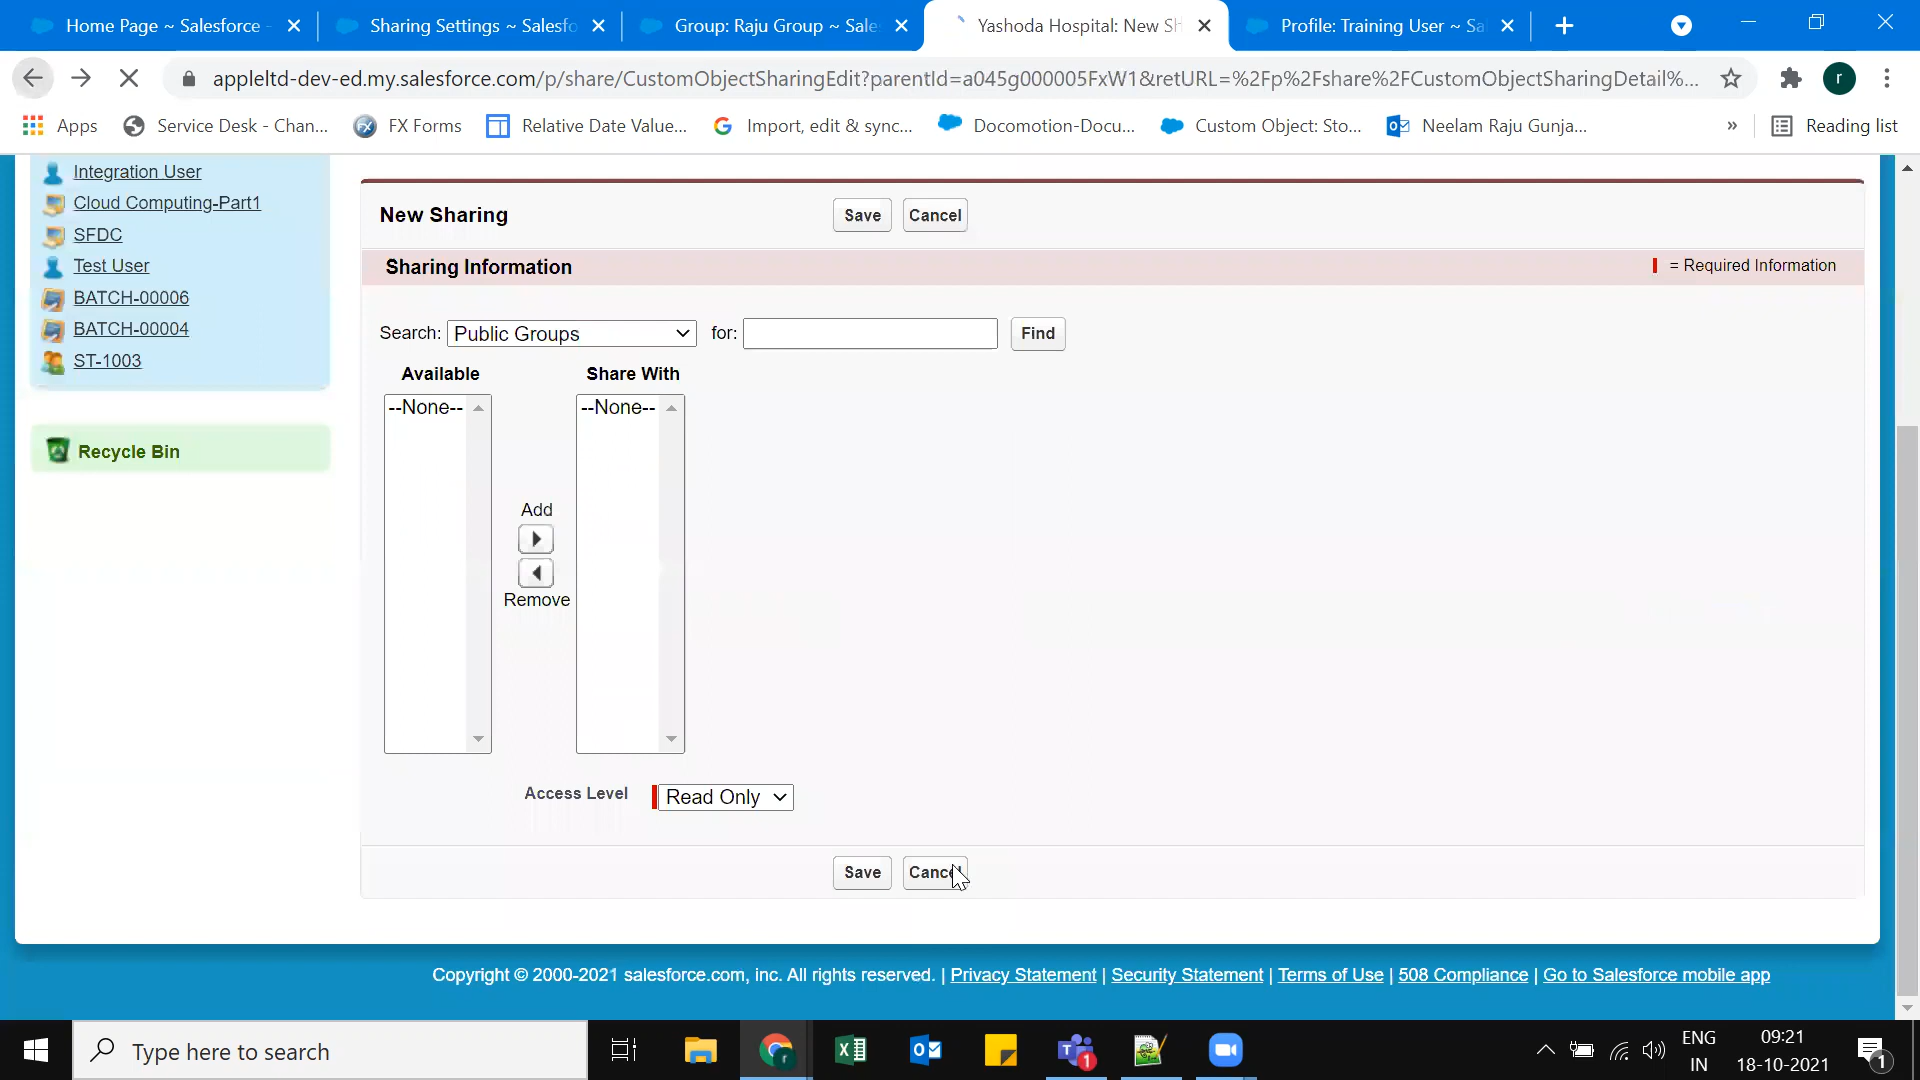 Home Page ~ Salesforce -
Sharing Settings ~ Salesfo
Group: Raju Group ~ Sale
Yashoda Hospital: New Sh
Profile: Training User ~ Sa
appleltd-dev-ed.my.salesforce.com/p/share/CustomObjectSharingEdit?parentId=a045g000005FxW1&retURL=%2Fp%2Fshare%2FCustomObjectSharingDetail%...
r
Apps
Service Desk - Chan...
FX Forms
Relative Date Value...
Import, edit & sync...
Docomotion-Docu...
Custom Object: Sto...
Neelam Raju Gunja...
»
Reading list
Integration User
Cloud Computing-Part1
SFDC
Test User
BATCH-00006
BATCH-00004
ST-1003
Recycle Bin
New Sharing
Save
Cancel
Sharing Information
= Required Information
Search: Public Groups for: Find
Available
Share With
--None--
--None--
Add
Remove
Access Level Read Only
Save
Cancel
Copyright © 2000-2021 salesforce.com, inc. All rights reserved. | Privacy Statement | Security Statement | Terms of Use | 508 Compliance | Go to Salesforce mobile app
Type here to search
1
ENG
IN
09:21
18-10-2021
1